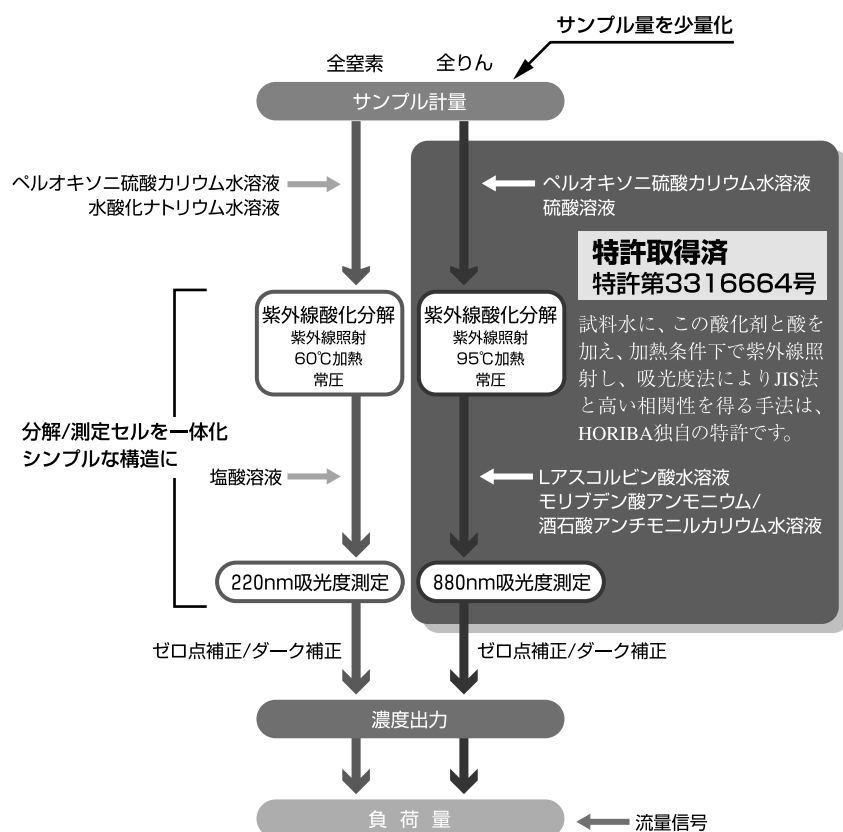 サンプル量を少量化
全窒素
全りん
サンプル計量
ペルオキソニ硫酸カリウム水溶液
水酸化ナトリウム水溶液
ペルオキソニ硫酸カリウム水溶液
硫酸溶液
特許取得済
特許第3316664号
試料水に、この酸化剤と酸を
加え、加熱条件下で紫外線照
射し、吸光度法によりJIS法
と高い相関性を得る手法は、
HORIBA独自の特許です。
紫外線酸化分解
紫外線照射
60℃加熱
常圧
紫外線酸化分解
紫外線照射
95℃加熱
常圧
分解/測定セルを一体化
シンプルな構造に
塩酸溶液
Lアスコルビン酸水溶液
モリブデン酸アンモニウム/
酒石酸アンチモニルカリウム水溶液
220nm吸光度測定
880nm吸光度測定
ゼロ点補正/ダーク補正
ゼロ点補正/ダーク補正
濃度出力
負荷量
流量信号